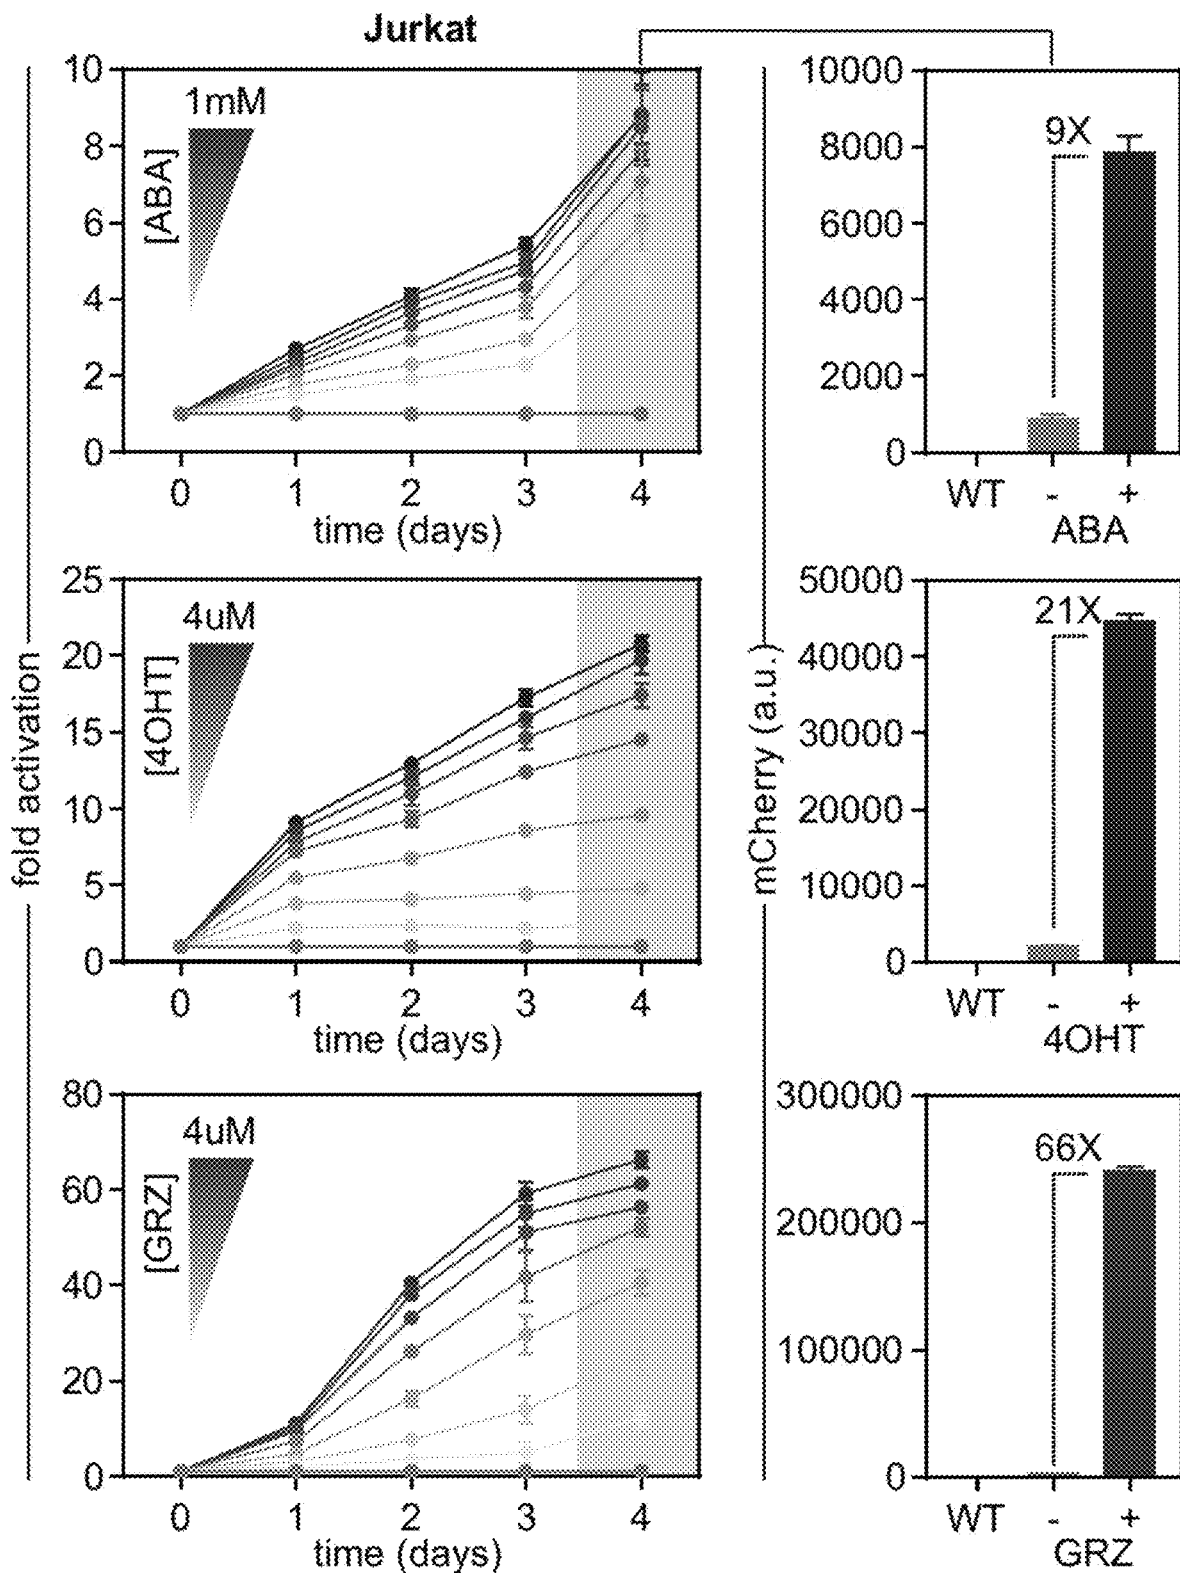 Jurkat
fold activation
10
8
6
4
2
0
1mM
[ABA]
0 1 2 3 4
time (days)
mCherry (a.u.)
10000
8000
6000
4000
2000
0
9X
WT - +
ABA
25
20
15
10
5
0
4uM
[4OHT]
0 1 2 3 4
time (days)
50000
40000
30000
20000
10000
0
21X
WT - +
4OHT
80
60
40
20
0
4uM
[GRZ]
0 1 2 3 4
time (days)
300000
200000
100000
0
66X
WT - +
GRZ